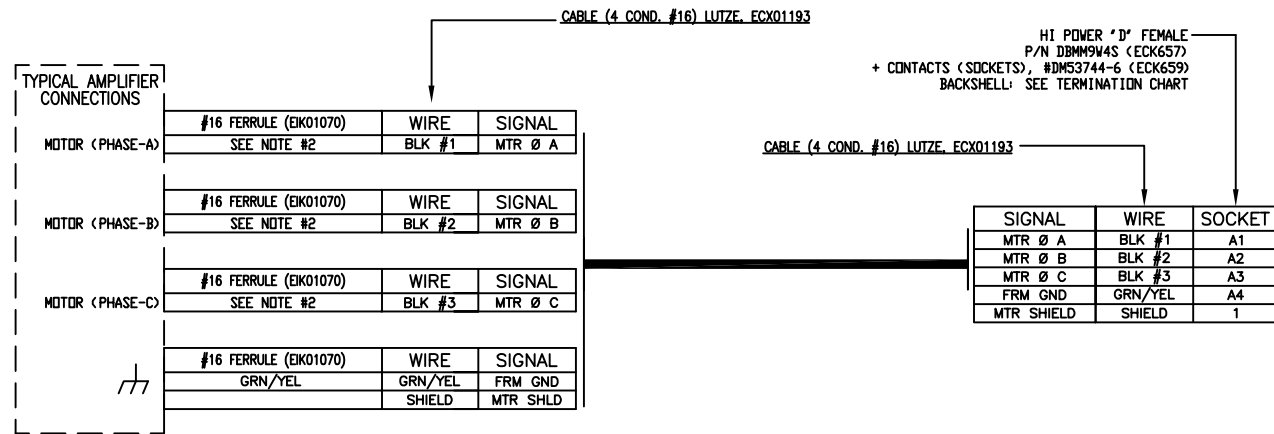 CABLE (4 COND. #16) LUTZE, ECX01193
HI POWER "D" FEMALE
P/N DBMM9W4S (ECK657)
+ CONTACTS (SOCKETS), #DM53744-6 (ECK659)
BACKSHELL: SEE TERMINATION CHART
TYPICAL AMPLIFIER
CONNECTIONS
#16 FERRULE (EIK01070) WIRE SIGNAL
MOTOR (PHASE-A) SEE NOTE #2 BLK #1 MTR Ø A
CABLE (4 COND. #16) LUTZE, ECX01193
#16 FERRULE (EIK01070) WIRE SIGNAL
MOTOR (PHASE-B) SEE NOTE #2 BLK #2 MTR Ø B
#16 FERRULE (EIK01070) WIRE SIGNAL
MOTOR (PHASE-C) SEE NOTE #2 BLK #3 MTR Ø C
#16 FERRULE (EIK01070) WIRE SIGNAL
GRN/YEL GRN/YEL FRM GND
SHIELD MTR SHLD
SIGNAL WIRE SOCKET
MTR Ø A BLK #1 A1
MTR Ø B BLK #2 A2
MTR Ø C BLK #3 A3
FRM GND GRN/YEL A4
MTR SHIELD SHIELD 1